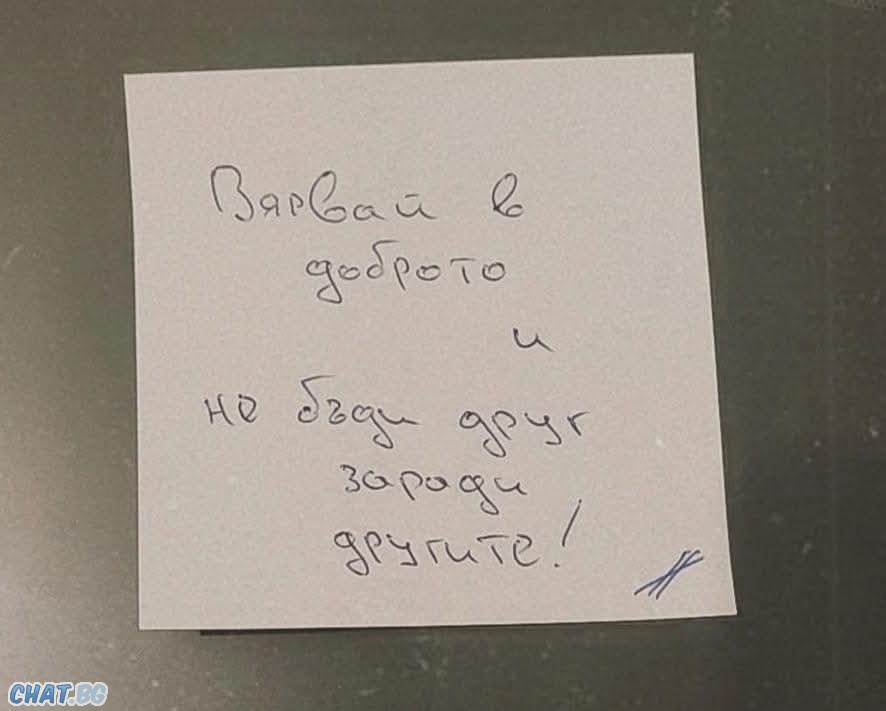 Вярвай в
доброто
и
не бъди друг
заради
другите!
CHAT.BG